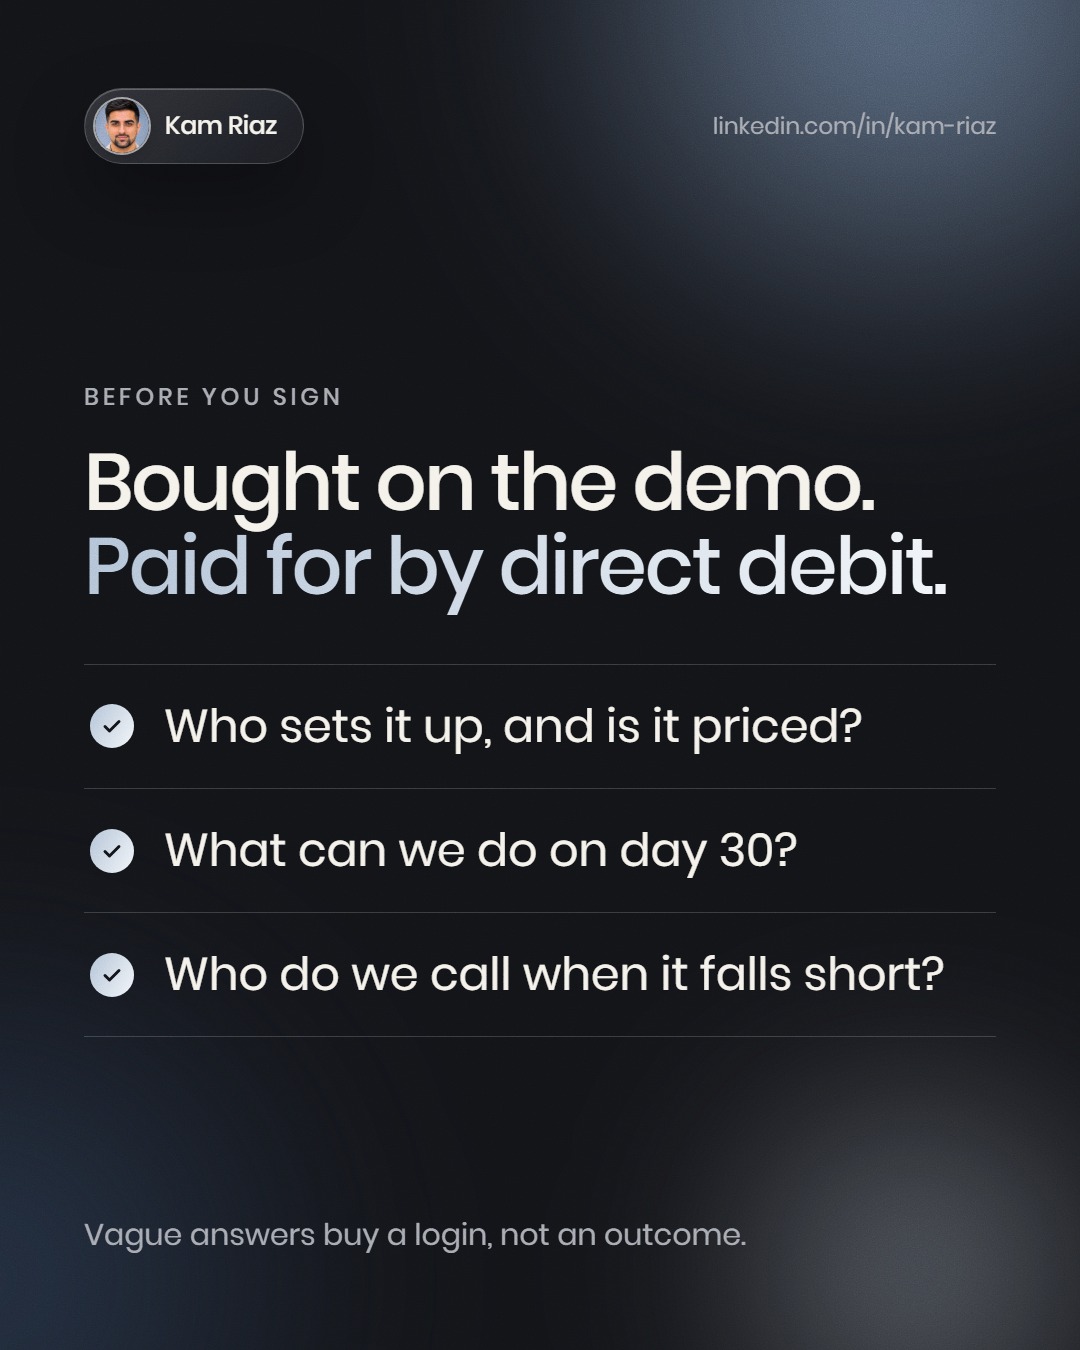 Kam Riaz
linkedin.com/in/kam-riaz
BEFORE YOU SIGN
Bought on the demo.
Paid for by direct debit.
Who sets it up, and is it priced?
What can we do on day 30?
Who do we call when it falls short?
Vague answers buy a login, not an outcome.